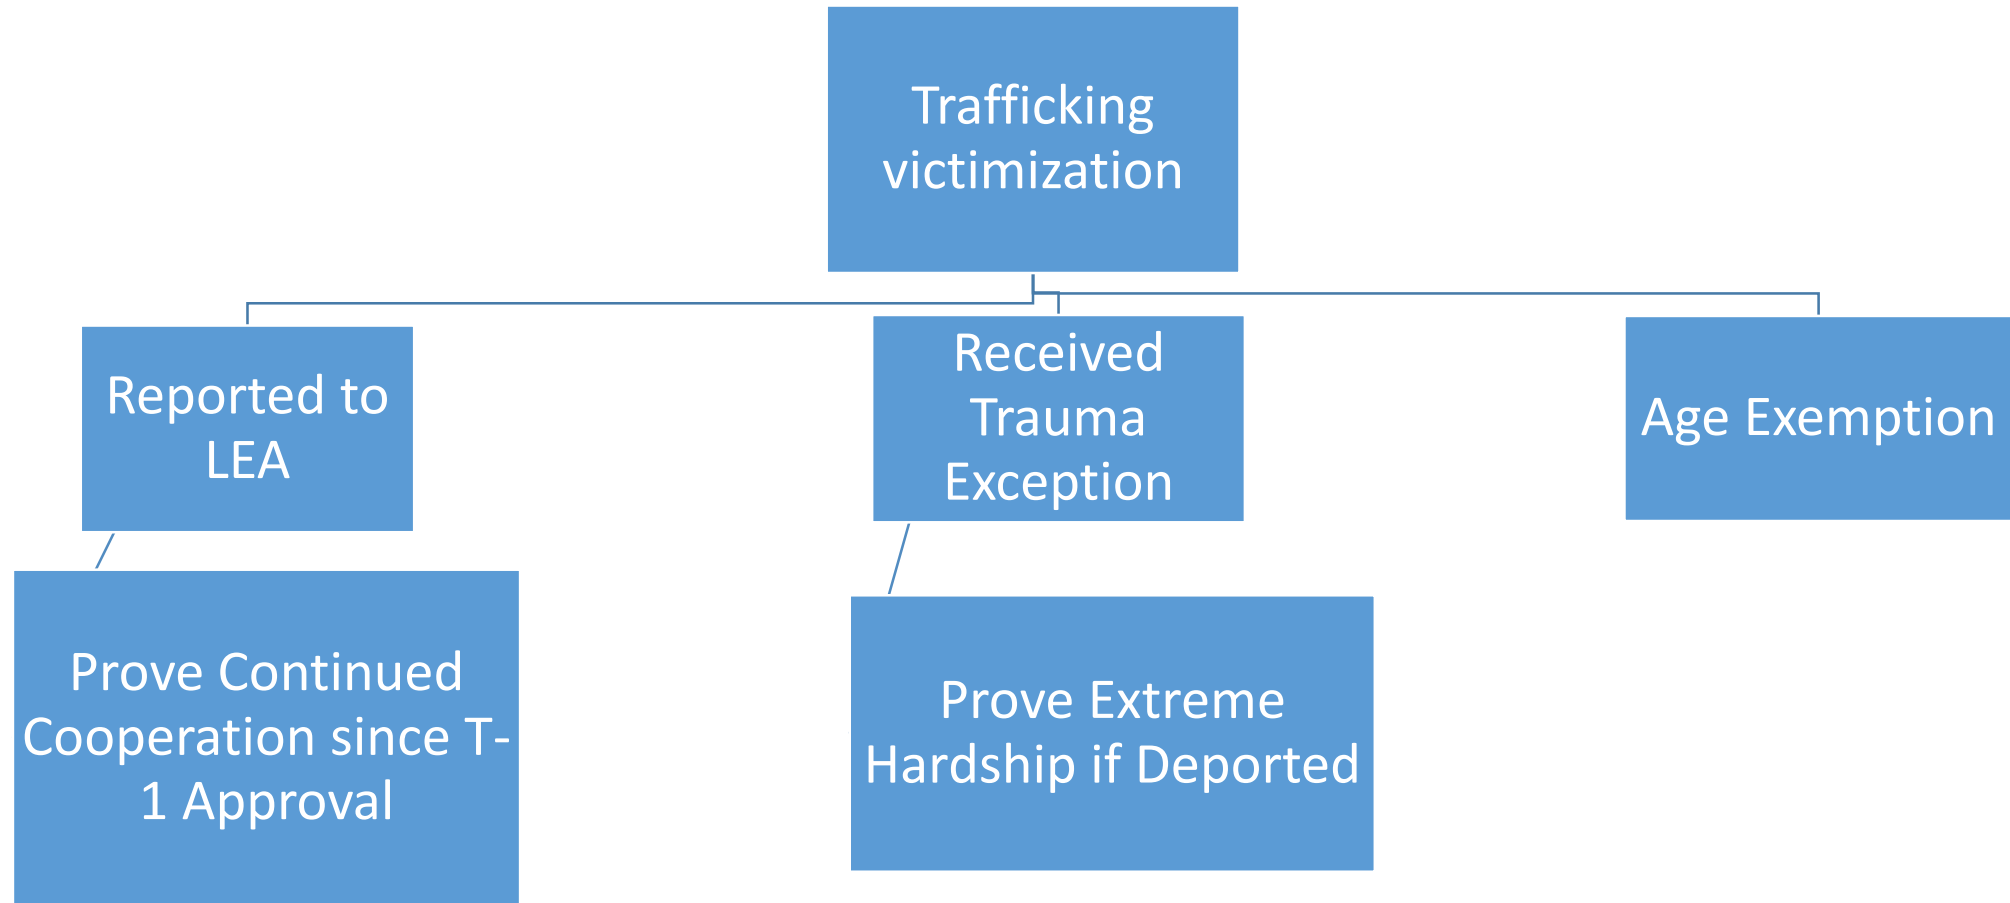 Trafficking
victimization
Reported to
LEA
Received
Trauma
Exception
Age Exemption
Prove Continued
Cooperation since T-
1 Approval
Prove Extreme
Hardship if Deported